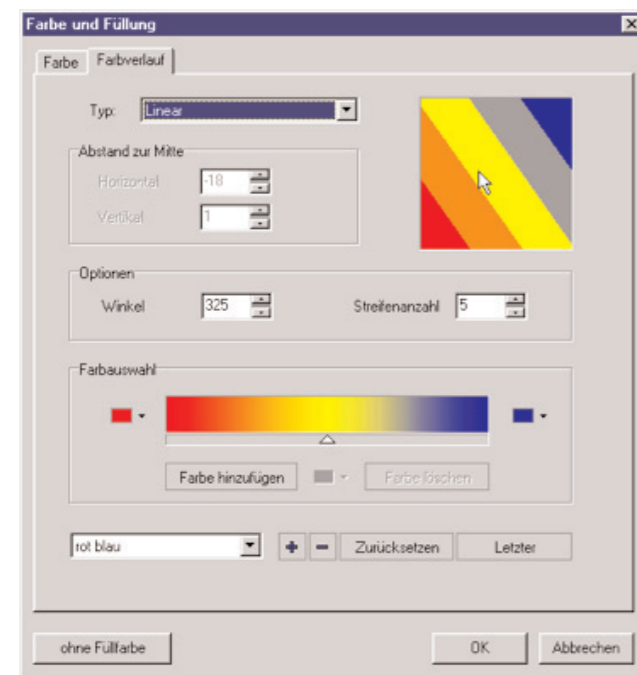 Farbe und Füllung
Farbe Farbverlauf
Typ: Linear
Abstand zur Mitte
Horizontal -18
Vertikal 1
Optionen
Winkel 325 Streifenanzahl 5
Farbauswahl
Farbe hinzufügen Farbe löschen
rot blau + - Zurücksetzen Letzter
ohne Füllfarbe OK Abbrechen